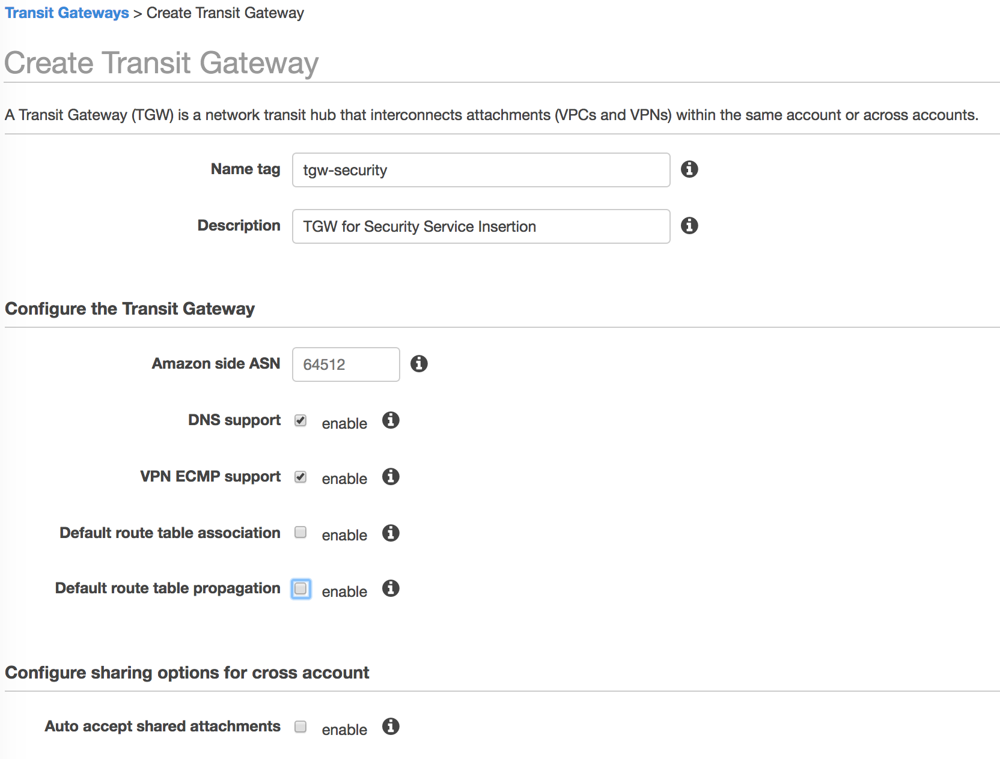 Transit Gateways > Create Transit Gateway
Create Transit Gateway
A Transit Gateway (TGW) is a network transit hub that interconnects attachments (VPCs and VPNs) within the same account or across accounts.
Name tag tgw-security
Description TGW for Security Service Insertion
Configure the Transit Gateway
Amazon side ASN 64512
DNS support enable
VPN ECMP support enable
Default route table association enable
Default route table propagation enable
Configure sharing options for cross account
Auto accept shared attachments enable